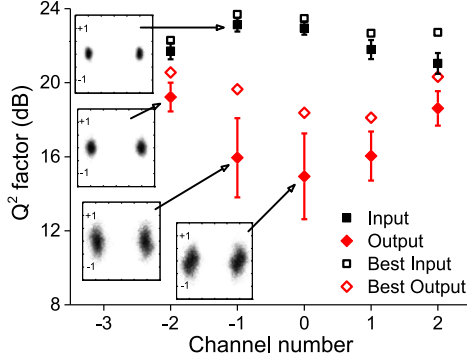 24
20
16
12
8
Q² factor (dB)
+1
-1
+1
-1
+1
-1
+1
-1
Input
Output
Best Input
Best Output
-3 -2 -1 0 1 2
Channel number